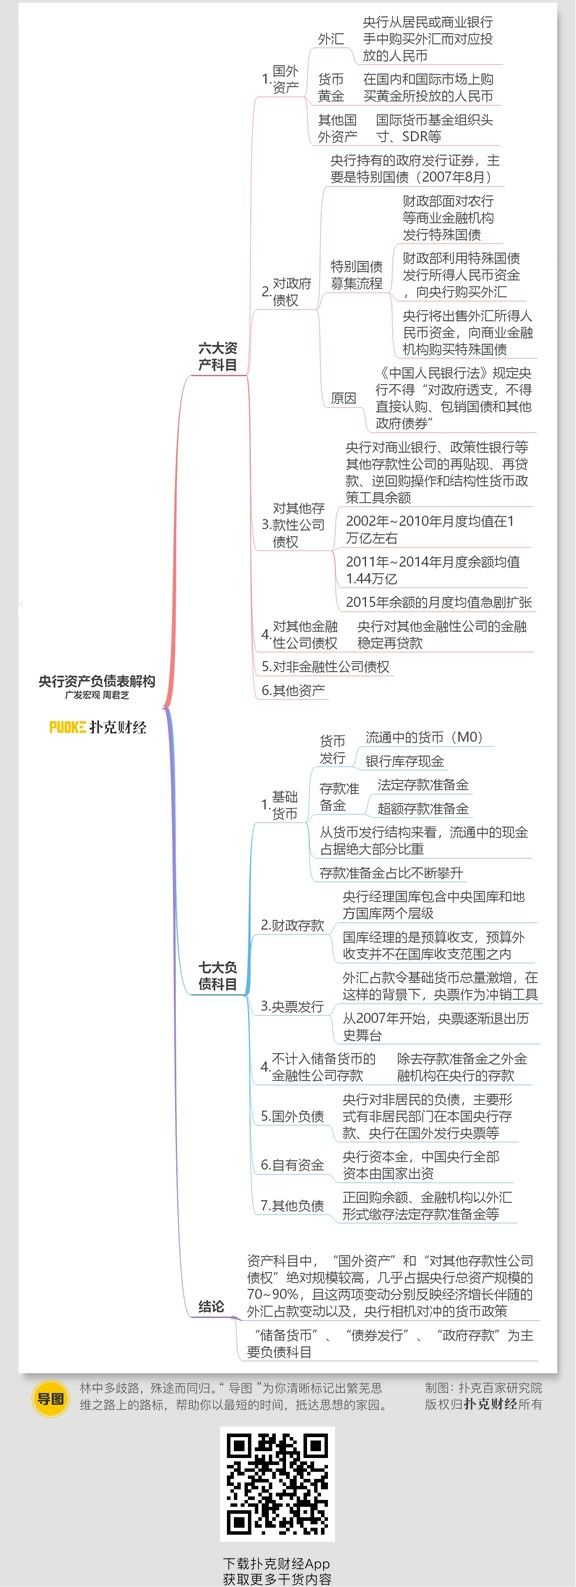 央行资产负债表解构
广发宏观 周君芝
PUOKE 扑克财经
六大资
产科目
1.国外
资产
外汇
央行从居民或商业银行
手中购买外汇而对应投
放的人民币
货币
黄金
在国内和国际市场上购
买黄金所投放的人民币
其他国
外资产
国际货币基金组织头
寸、SDR等
2.对政府
债权
央行持有的政府发行证券，主
要是特别国债（2007年8月）
特别国债
募集流程
财政部面对农行
等商业金融机构
发行特殊国债
财政部利用特殊国债
发行所得人民币资金
，向央行购买外汇
央行将出售外汇所得人
民币资金，向商业金融
机构购买特殊国债
原因
《中国人民银行法》规定央
行不得“对政府透支，不得
直接认购、包销国债和其他
政府债券”
对其他存
3.款性公司
债权
央行对商业银行、政策性银行等
其他存款性公司的再贴现、再贷
款、逆回购操作和结构性货币政
策工具余额
2002年~2010年月度均值在1
万亿左右
2011年~2014年月度余额均值
1.44万亿
2015年余额的月度均值急剧扩张
4.对其他金融
性公司债权
央行对其他金融性公司的金融
稳定再贷款
5.对非金融性公司债权
6.其他资产
七大负
债科目
1.基础
货币
货币
发行
流通中的货币（M0）
银行库存现金
存款准
备金
法定存款准备金
超额存款准备金
从货币发行结构来看，流通中的现金
占据绝大部分比重
存款准备金占比不断攀升
2.财政存款
央行经理国库包含中央国库和地
方国库两个层级
国库经理的是预算收支，预算外
收支并不在国库收支范围之内
3.央票发行
外汇占款令基础货币总量激增，在
这样的背景下，央票作为冲销工具
从2007年开始，央票逐渐退出历
史舞台
4.不计入储备货币的
金融性公司存款
除去存款准备金之外金
融机构在央行的存款
5.国外负债
央行对非居民的负债，主要形
式有非居民部门在本国央行存
款、央行在国外发行央票等
6.自有资金
央行资本金，中国央行全部
资本由国家出资
7.其他负债
正回购余额、金融机构以外汇
形式缴存法定存款准备金等
结论
资产科目中，“国外资产”和“对其他存款性公司
债权”绝对规模较高，几乎占据央行总资产规模的
70~90%，且这两项变动分别反映经济增长伴随的
外汇占款变动以及，央行相机对冲的货币政策
“储备货币”、“债券发行”、“政府存款”为主
要负债科目
导图
林中多歧路，殊途而同归。“ 导图 ”为你清晰标记出繁芜思
维之路上的路标，帮助你以最短的时间，抵达思想的家园。
制图：扑克百家研究院
版权归扑克财经所有
下载扑克财经App
获取更多干货内容